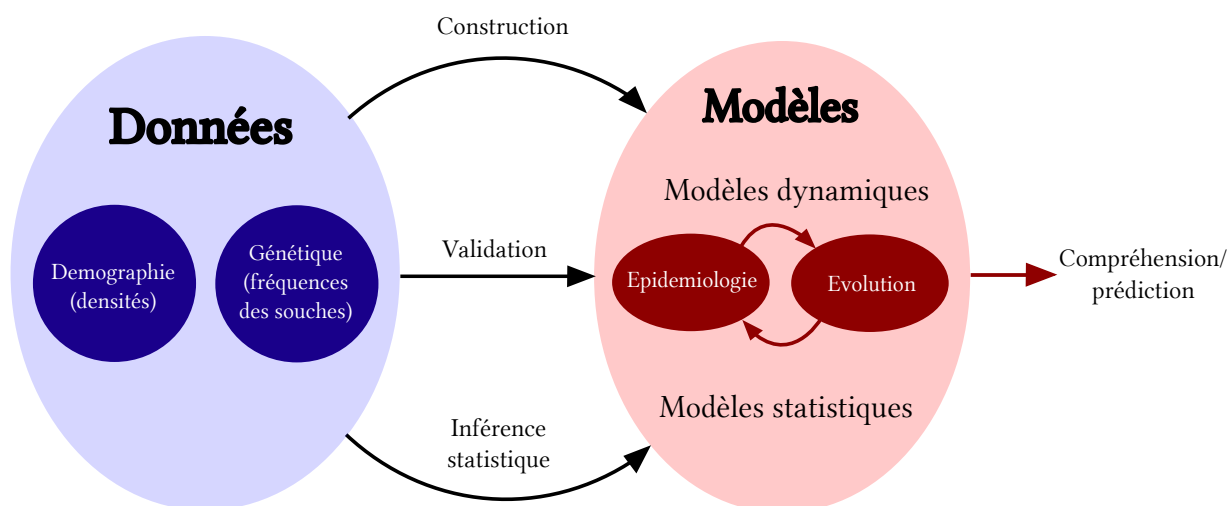 Construction
Données
Modèles
Modèles dynamiques
Demographie
(densités)
Génétique
(fréquences
des souches)
Validation
Epidemiologie
Evolution
Compréhension/
prédiction
Modèles statistiques
Inférence
statistique